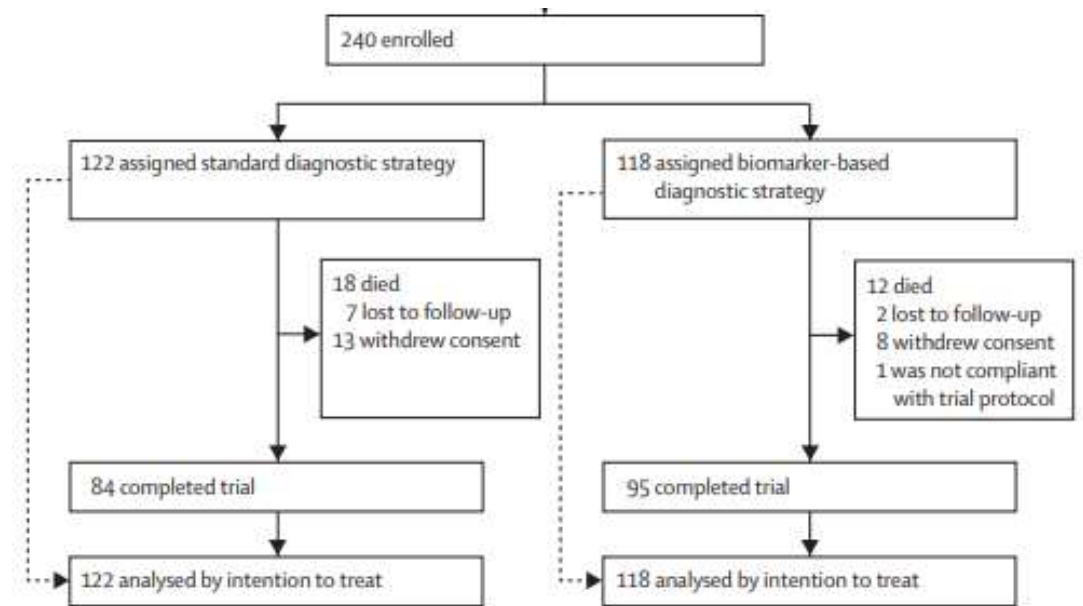 240 enrolled
122 assigned standard diagnostic strategy
118 assigned biomarker-based
diagnostic strategy
18 died
7 lost to follow-up
13 withdrew consent
12 died
2 lost to follow-up
8 withdrew consent
1 was not compliant
with trial protocol
84 completed trial
95 completed trial
122 analysed by intention to treat
118 analysed by intention to treat